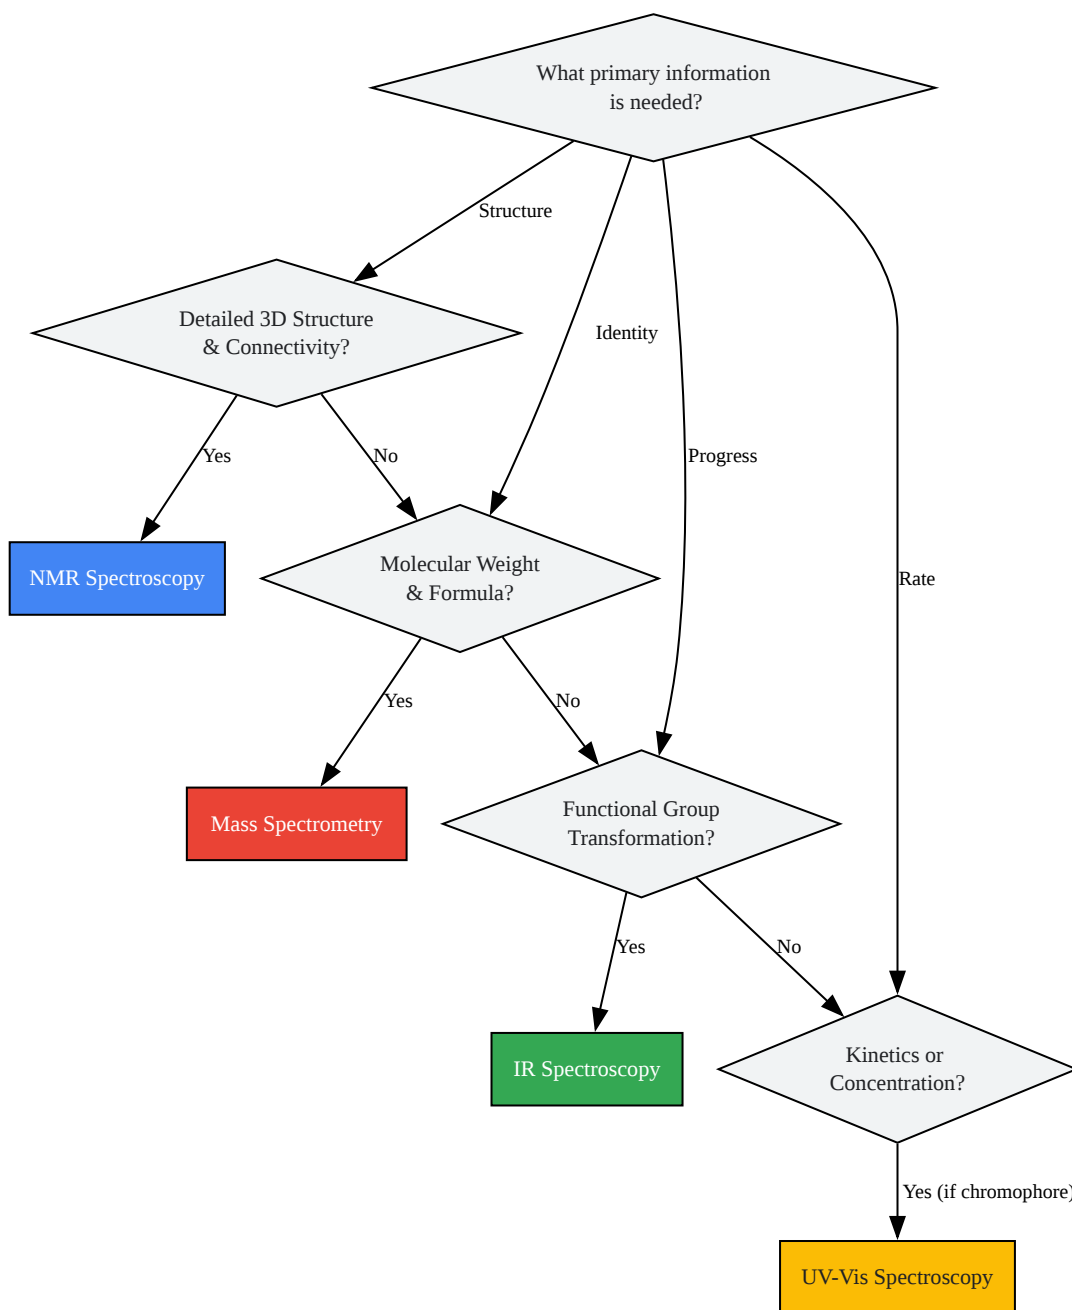 What primary information
is needed?
Structure
Detailed 3D Structure
& Connectivity?
Identity
Yes
No
Progress
NMR Spectroscopy
Molecular Weight
& Formula?
Rate
Yes
No
Mass Spectrometry
Functional Group
Transformation?
Yes
No
IR Spectroscopy
Kinetics or
Concentration?
Yes (if chromophore)
UV-Vis Spectroscopy